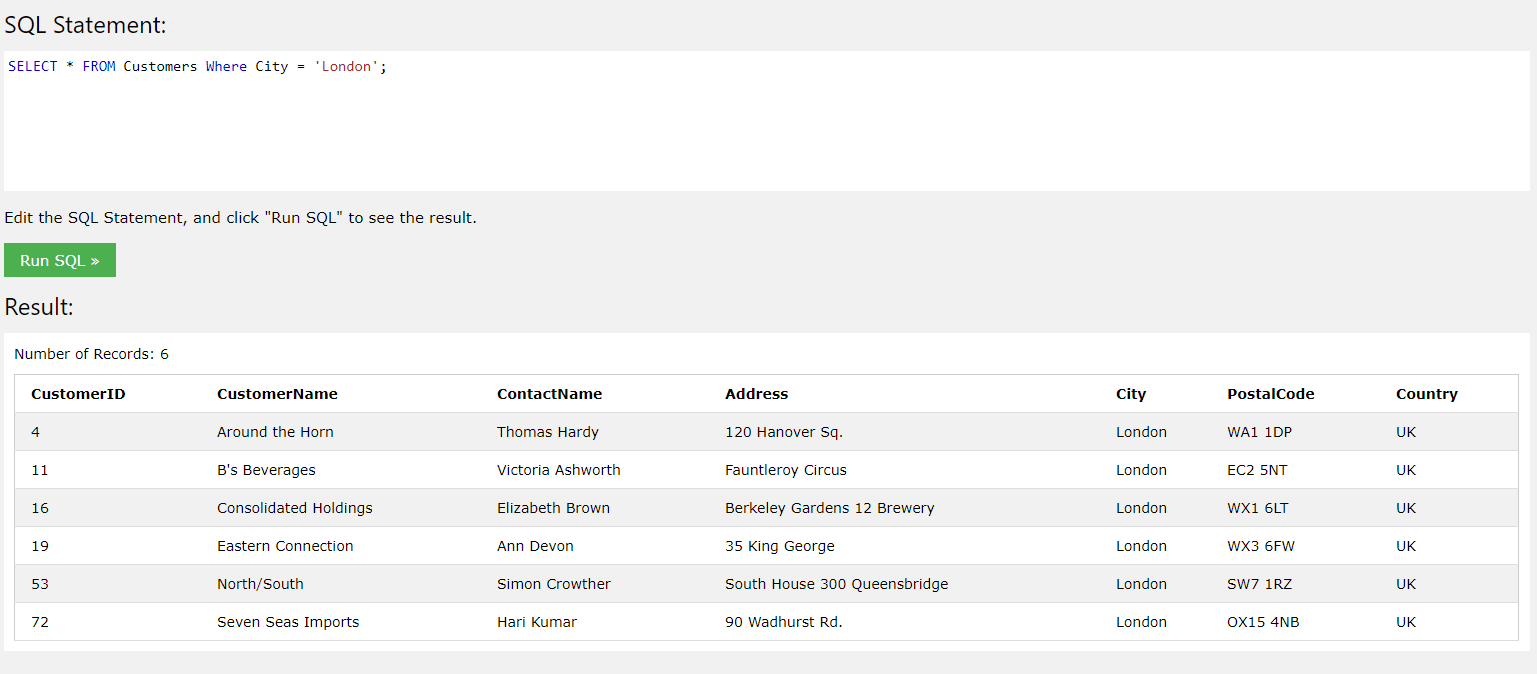 SQL Statement:
SELECT * FROM Customers Where City = 'London';
Edit the SQL Statement, and click "Run SQL" to see the result.
Run SQL »
Result:
Number of Records: 6
CustomerID CustomerName ContactName Address City PostalCode Country
4 Around the Horn Thomas Hardy 120 Hanover Sq. London WA1 1DP UK
11 B's Beverages Victoria Ashworth Fauntleroy Circus London EC2 5NT UK
16 Consolidated Holdings Elizabeth Brown Berkeley Gardens 12 Brewery London WX1 6LT UK
19 Eastern Connection Ann Devon 35 King George London WX3 6FW UK
53 North/South Simon Crowther South House 300 Queensbridge London SW7 1RZ UK
72 Seven Seas Imports Hari Kumar 90 Wadhurst Rd. London OX15 4NB UK